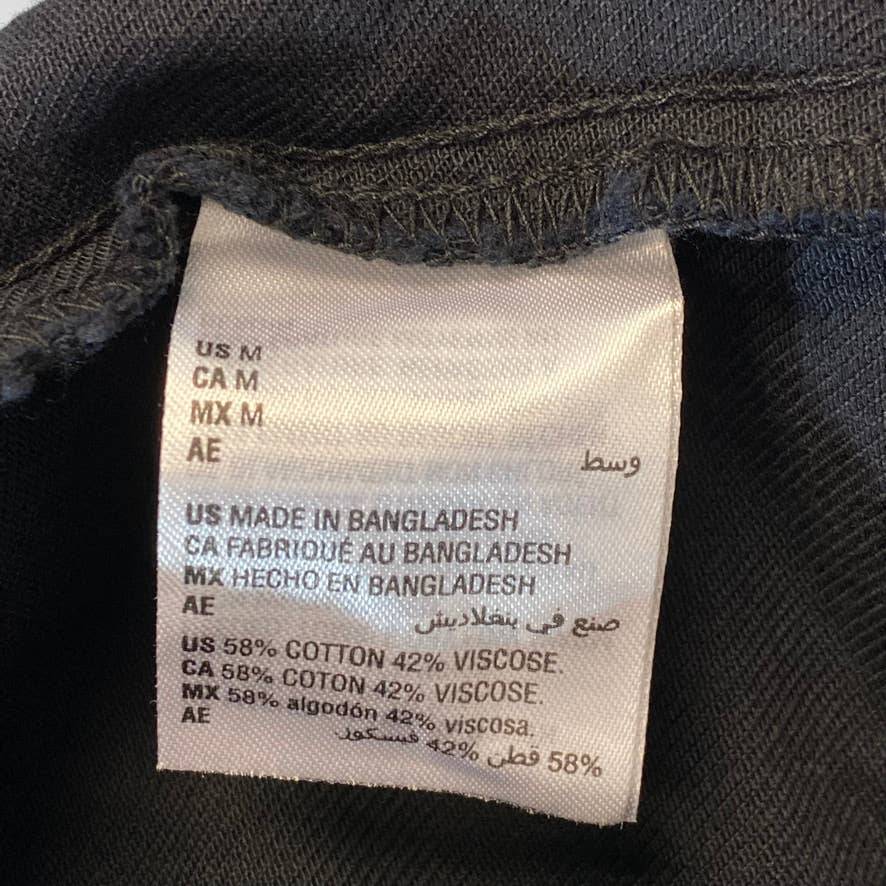 US M
CA M
MX M
AE وسط
US MADE IN BANGLADESH
CA FABRIQUÉ AU BANGLADESH
MX HECHO EN BANGLADESH
AE
صنع في بنغلاديش
US 58% COTTON 42% VISCOSE.
CA 58% COTON 42% VISCOSE.
MX 58% algodón 42% viscosa.
AE
58% قطن 42% فسكوز